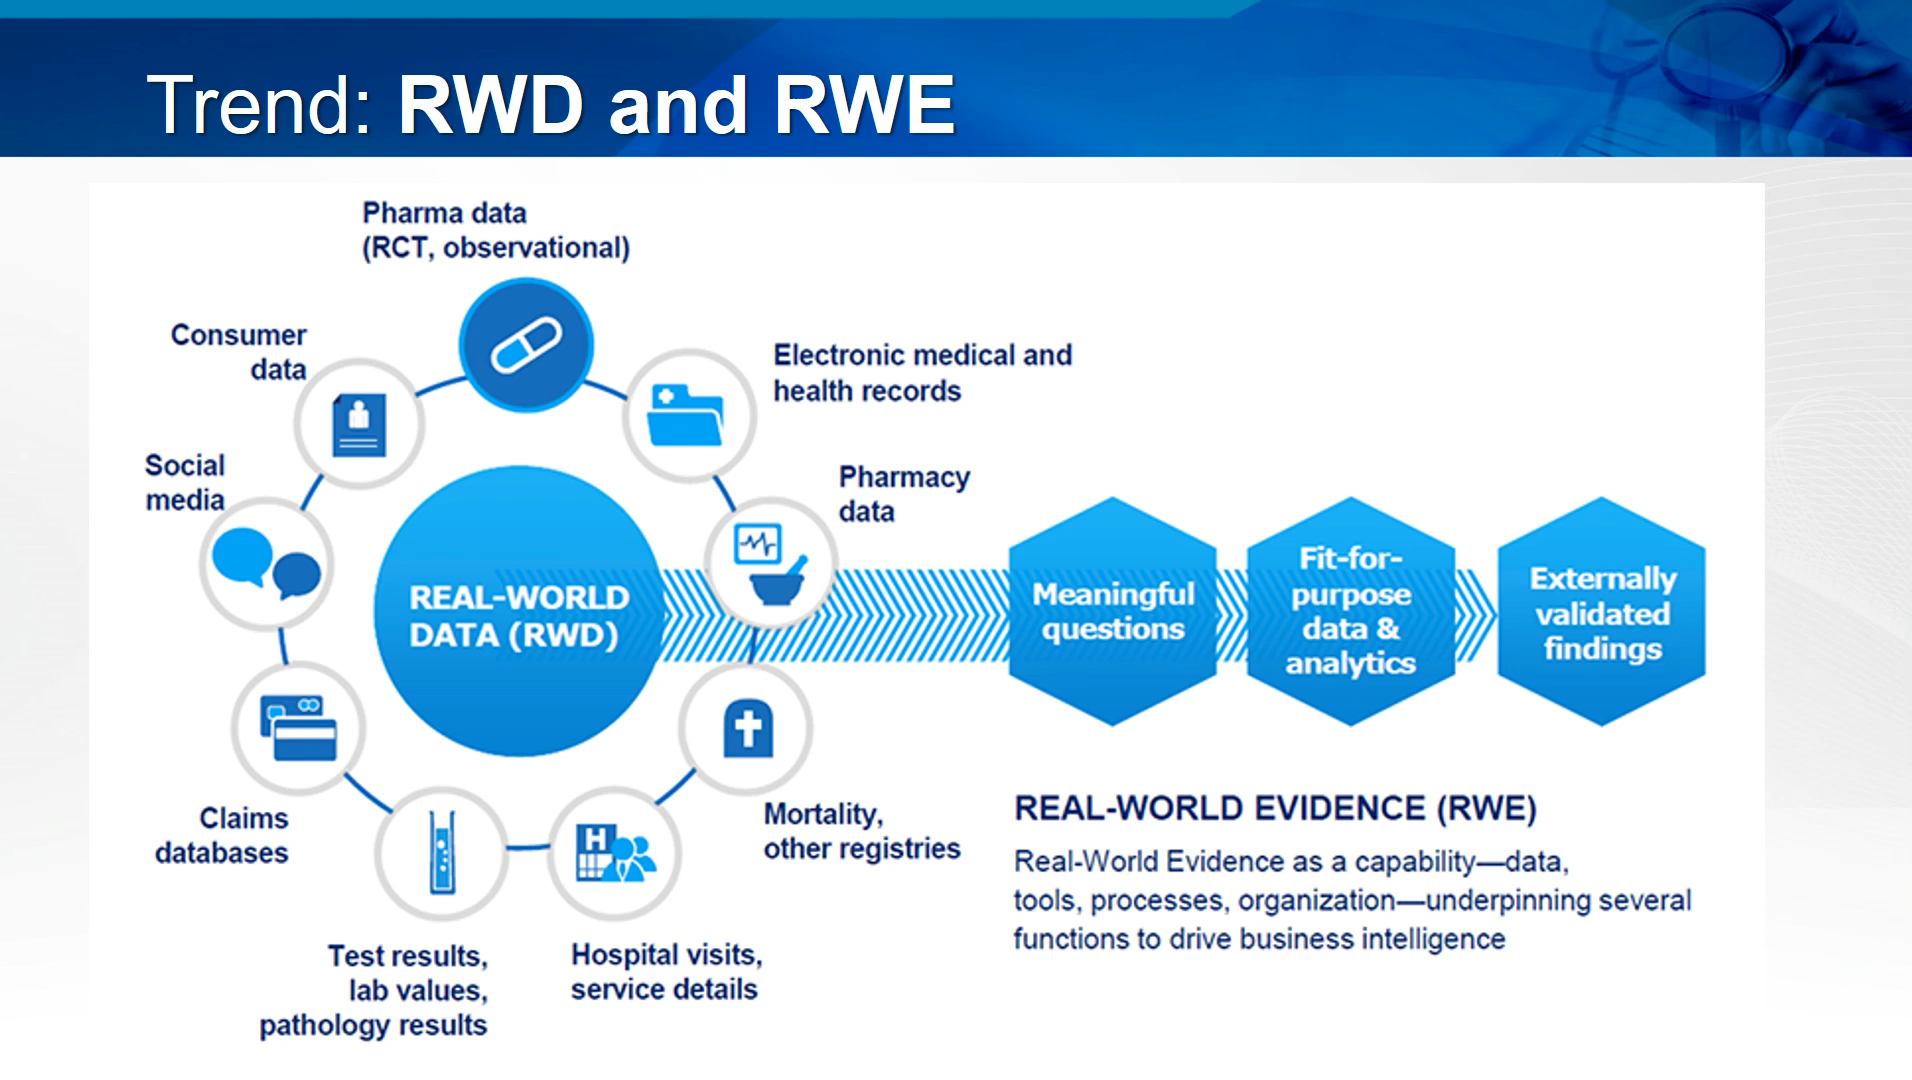 Trend: RWD and RWE
Pharma data
(RCT, observational)
Consumer
data
Electronic medical and
health records
Social
media
Pharmacy
data
REAL-WORLD
DATA (RWD)
Meaningful
questions
Fit-for-
purpose
data &
analytics
Externally
validated
findings
Claims
databases
H
Mortality,
other registries
Test results,
lab values,
pathology results
Hospital visits,
service details
REAL-WORLD EVIDENCE (RWE)
Real-World Evidence as a capability—data,
tools, processes, organization—underpinning several
functions to drive business intelligence